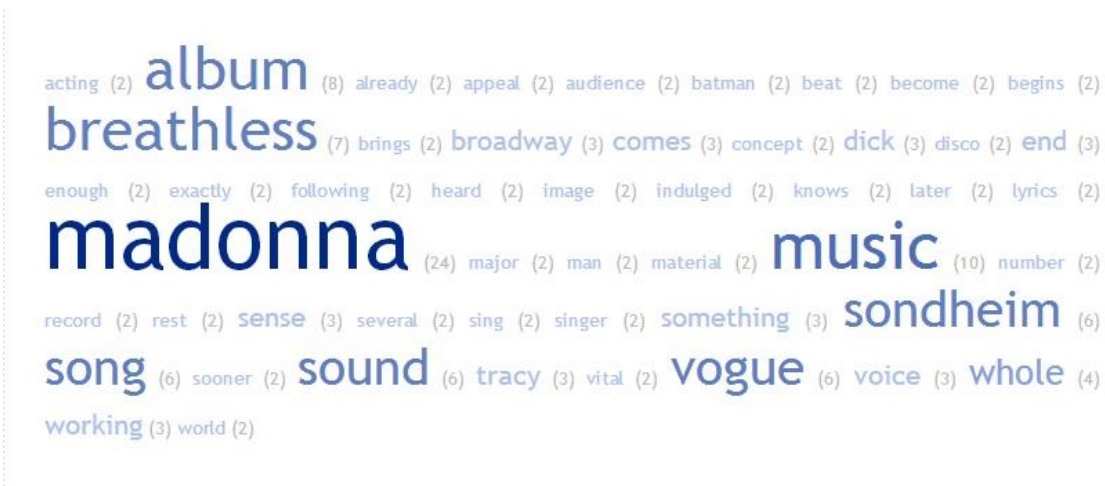 acting (2) album (8) already (2) appeal (2) audience (2) batman (2) beat (2) become (2) begins (2)
breathless (7) brings (2) broadway (3) comes (3) concept (2) dick (3) disco (2) end (3)
enough (2) exactly (2) following (2) heard (2) image (2) indulged (2) knows (2) later (2) lyrics (2)
madonna (24) major (2) man (2) material (2) music (10) number (2)
record (2) rest (2) sense (3) several (2) sing (2) singer (2) something (3) sondheim (6)
song (6) sooner (2) sound (6) tracy (3) vital (2) vogue (6) voice (3) whole (4)
working (3) world (2)